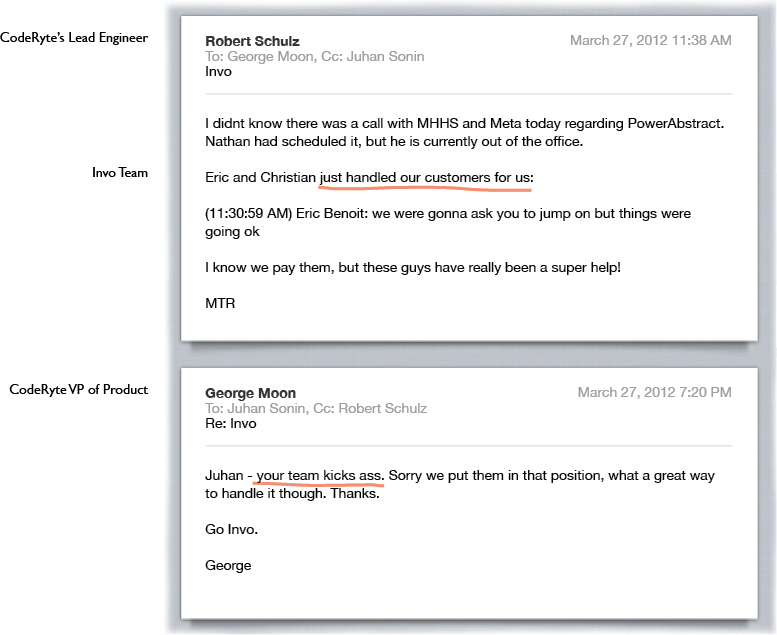 CodeRyte's Lead Engineer
Robert Schulz
March 27, 2012 11:38 AM
To: George Moon, Cc: Juhan Sonin
Invo
I didnt know there was a call with MHHS and Meta today regarding PowerAbstract.
Nathan had scheduled it, but he is currently out of the office.
Invo Team
Eric and Christian just handled our customers for us:
(11:30:59 AM) Eric Benoit: we were gonna ask you to jump on but things were
going ok
I know we pay them, but these guys have really been a super help!
MTR
CodeRyte VP of Product
George Moon
March 27, 2012 7:20 PM
To: Juhan Sonin, Cc: Robert Schulz
Re: Invo
Juhan - your team kicks ass. Sorry we put them in that position, what a great way
to handle it though. Thanks.
Go Invo.
George